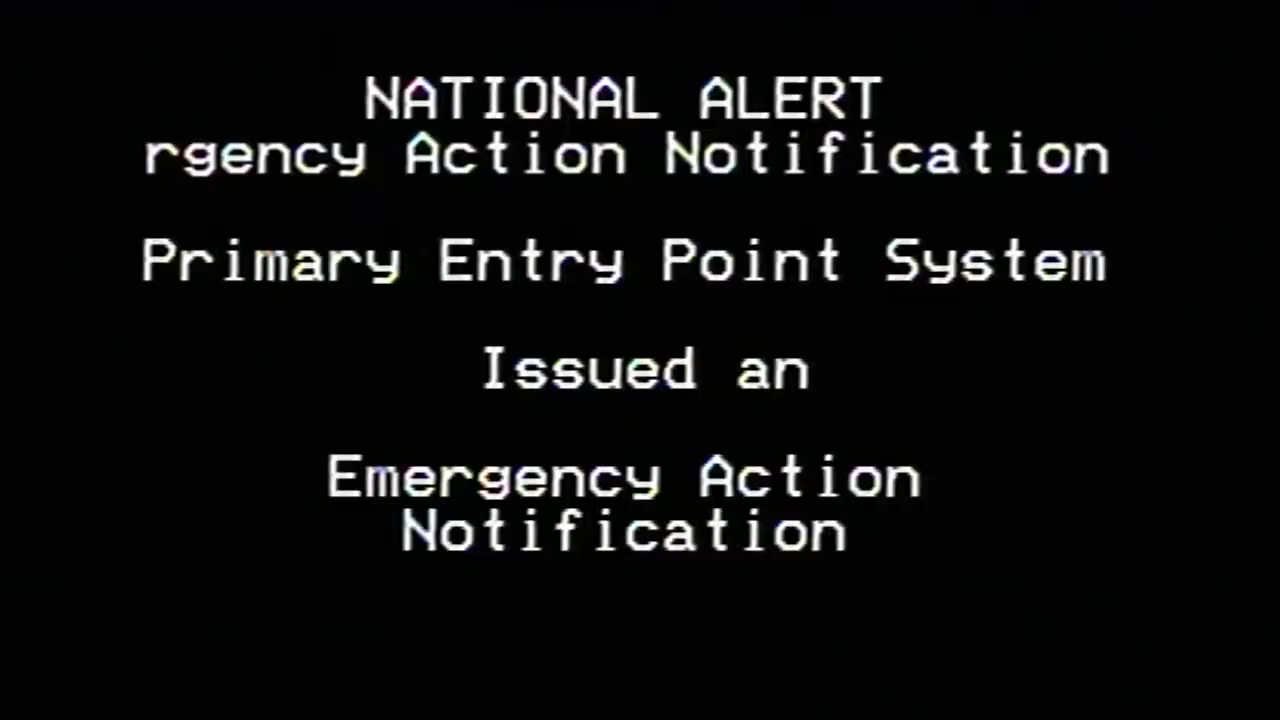 NATIONAL ALERT
rgency Action Notification
Primary Entry Point System
Issued an
Emergency Action
Notification